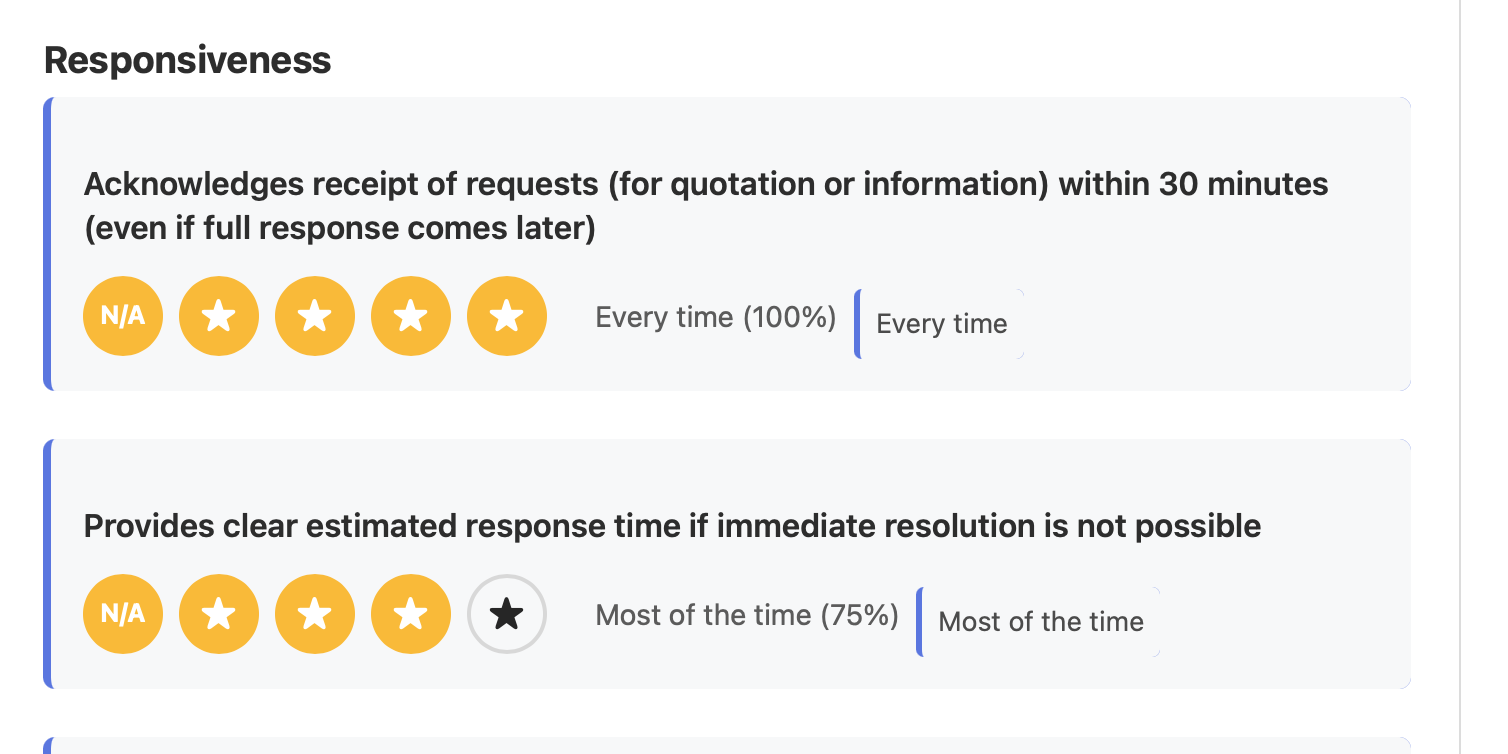 Responsiveness
Acknowledges receipt of requests (for quotation or information) within 30 minutes
(even if full response comes later)
N/A Every time (100%) Every time
Provides clear estimated response time if immediate resolution is not possible
N/A Most of the time (75%) Most of the time